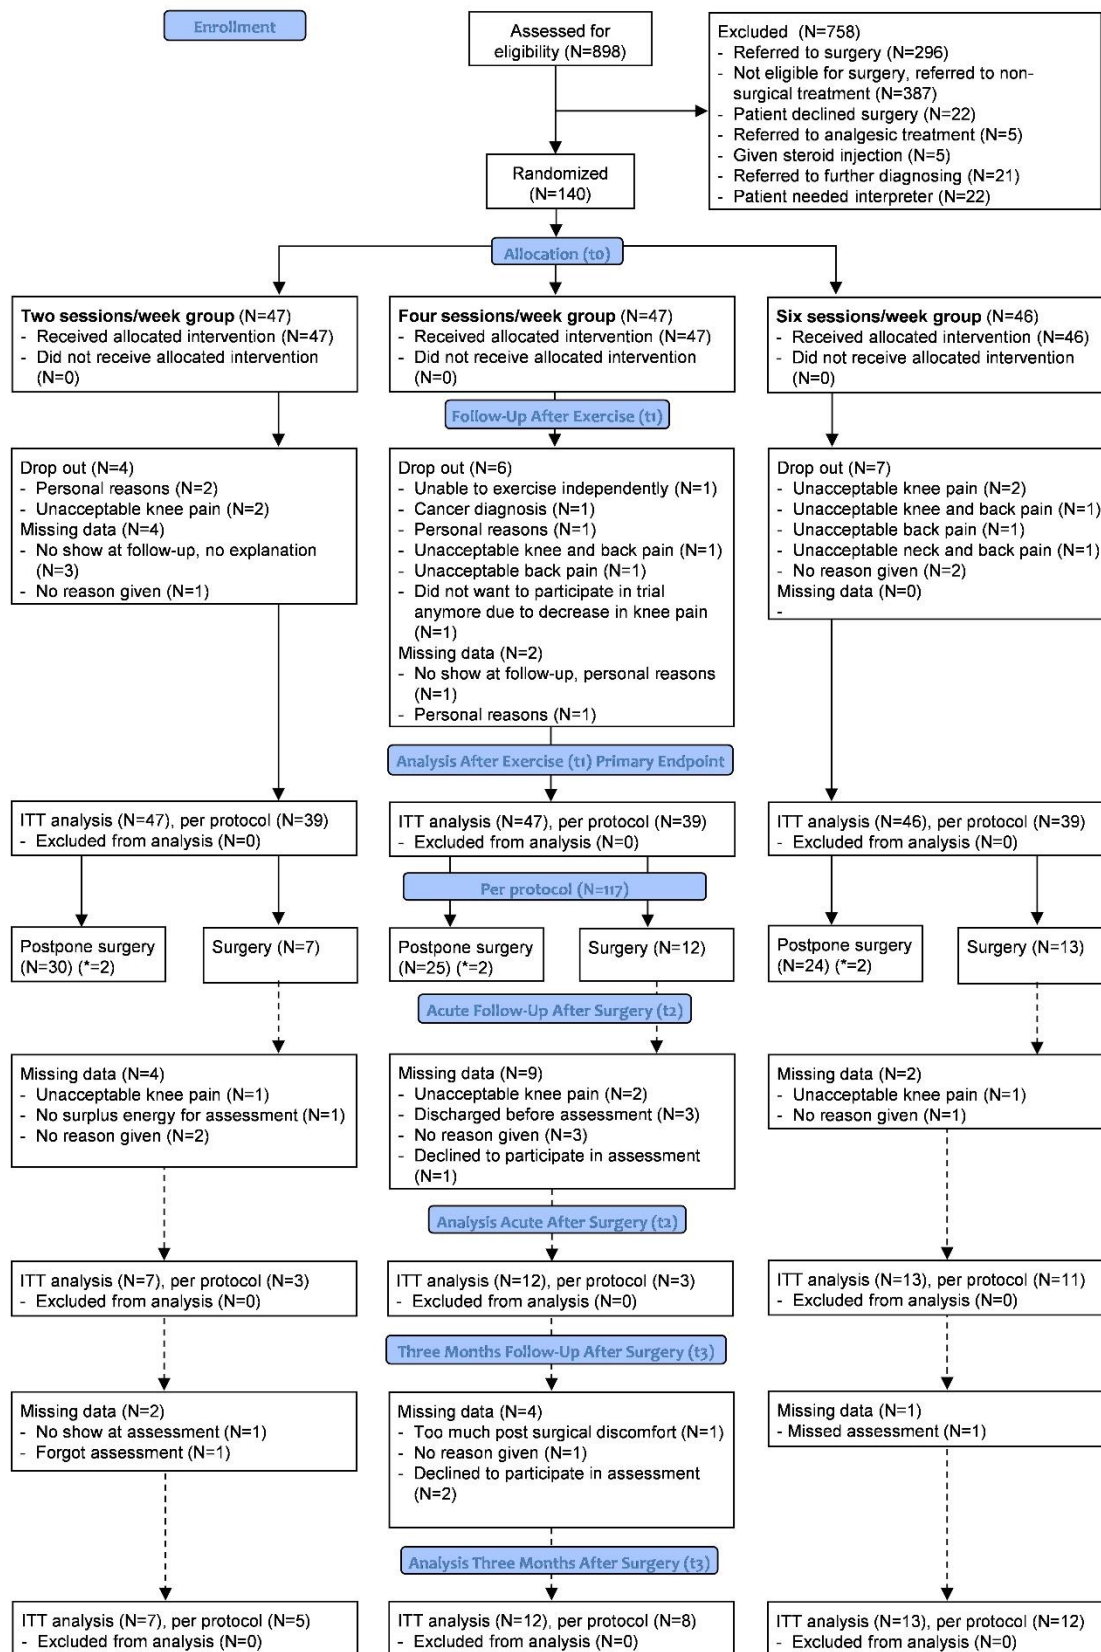 Enrollment
Assessed for
eligibility (N=898)
Excluded (N=758)
- Referred to surgery (N=296)
- Not eligible for surgery, referred to non-
surgical treatment (N=387)
- Patient declined surgery (N=22)
- Referred to analgesic treatment (N=5)
- Given steroid injection (N=5)
- Referred to further diagnosing (N=21)
- Patient needed interpreter (N=22)
Randomized
(N=140)
Allocation (t0)
Two sessions/week group (N=47)
- Received allocated intervention (N=47)
- Did not receive allocated intervention
(N=0)
Four sessions/week group (N=47)
- Received allocated intervention (N=47)
- Did not receive allocated intervention
(N=0)
Six sessions/week group (N=46)
- Received allocated intervention (N=46)
- Did not receive allocated intervention
(N=0)
Follow-Up After Exercise (t1)
Drop out (N=4)
- Personal reasons (N=2)
- Unacceptable knee pain (N=2)
Missing data (N=4)
- No show at follow-up, no explanation
(N=3)
- No reason given (N=1)
Drop out (N=6)
- Unable to exercise independently (N=1)
- Cancer diagnosis (N=1)
- Personal reasons (N=1)
- Unacceptable knee and back pain (N=1)
- Unacceptable back pain (N=1)
- Did not want to participate in trial
anymore due to decrease in knee pain
(N=1)
Missing data (N=2)
- No show at follow-up, personal reasons
(N=1)
- Personal reasons (N=1)
Drop out (N=7)
- Unacceptable knee pain (N=2)
- Unacceptable knee and back pain (N=1)
- Unacceptable back pain (N=1)
- Unacceptable neck and back pain (N=1)
- No reason given (N=2)
Missing data (N=0)
-
Analysis After Exercise (t1) Primary Endpoint
ITT analysis (N=47), per protocol (N=39)
- Excluded from analysis (N=0)
ITT analysis (N=47), per protocol (N=39)
- Excluded from analysis (N=0)
ITT analysis (N=46), per protocol (N=39)
- Excluded from analysis (N=0)
Per protocol (N=117)
Postpone surgery
(N=30) (*=2)
Surgery (N=7)
Postpone surgery
(N=25) (*=2)
Surgery (N=12)
Postpone surgery
(N=24) (*=2)
Surgery (N=13)
Acute Follow-Up After Surgery (t2)
Missing data (N=4)
- Unacceptable knee pain (N=1)
- No surplus energy for assessment (N=1)
- No reason given (N=2)
Missing data (N=9)
- Unacceptable knee pain (N=2)
- Discharged before assessment (N=3)
- No reason given (N=3)
- Declined to participate in assessment
(N=1)
Missing data (N=2)
- Unacceptable knee pain (N=1)
- No reason given (N=1)
Analysis Acute After Surgery (t2)
ITT analysis (N=7), per protocol (N=3)
- Excluded from analysis (N=0)
ITT analysis (N=12), per protocol (N=3)
- Excluded from analysis (N=0)
ITT analysis (N=13), per protocol (N=11)
- Excluded from analysis (N=0)
Three Months Follow-Up After Surgery (t3)
Missing data (N=2)
- No show at assessment (N=1)
- Forgot assessment (N=1)
Missing data (N=4)
- Too much post surgical discomfort (N=1)
- No reason given (N=1)
- Declined to participate in assessment
(N=2)
Missing data (N=1)
- Missed assessment (N=1)
Analysis Three Months After Surgery (t3)
ITT analysis (N=7), per protocol (N=5)
- Excluded from analysis (N=0)
ITT analysis (N=12), per protocol (N=8)
- Excluded from analysis (N=0)
ITT analysis (N=13), per protocol (N=12)
- Excluded from analysis (N=0)